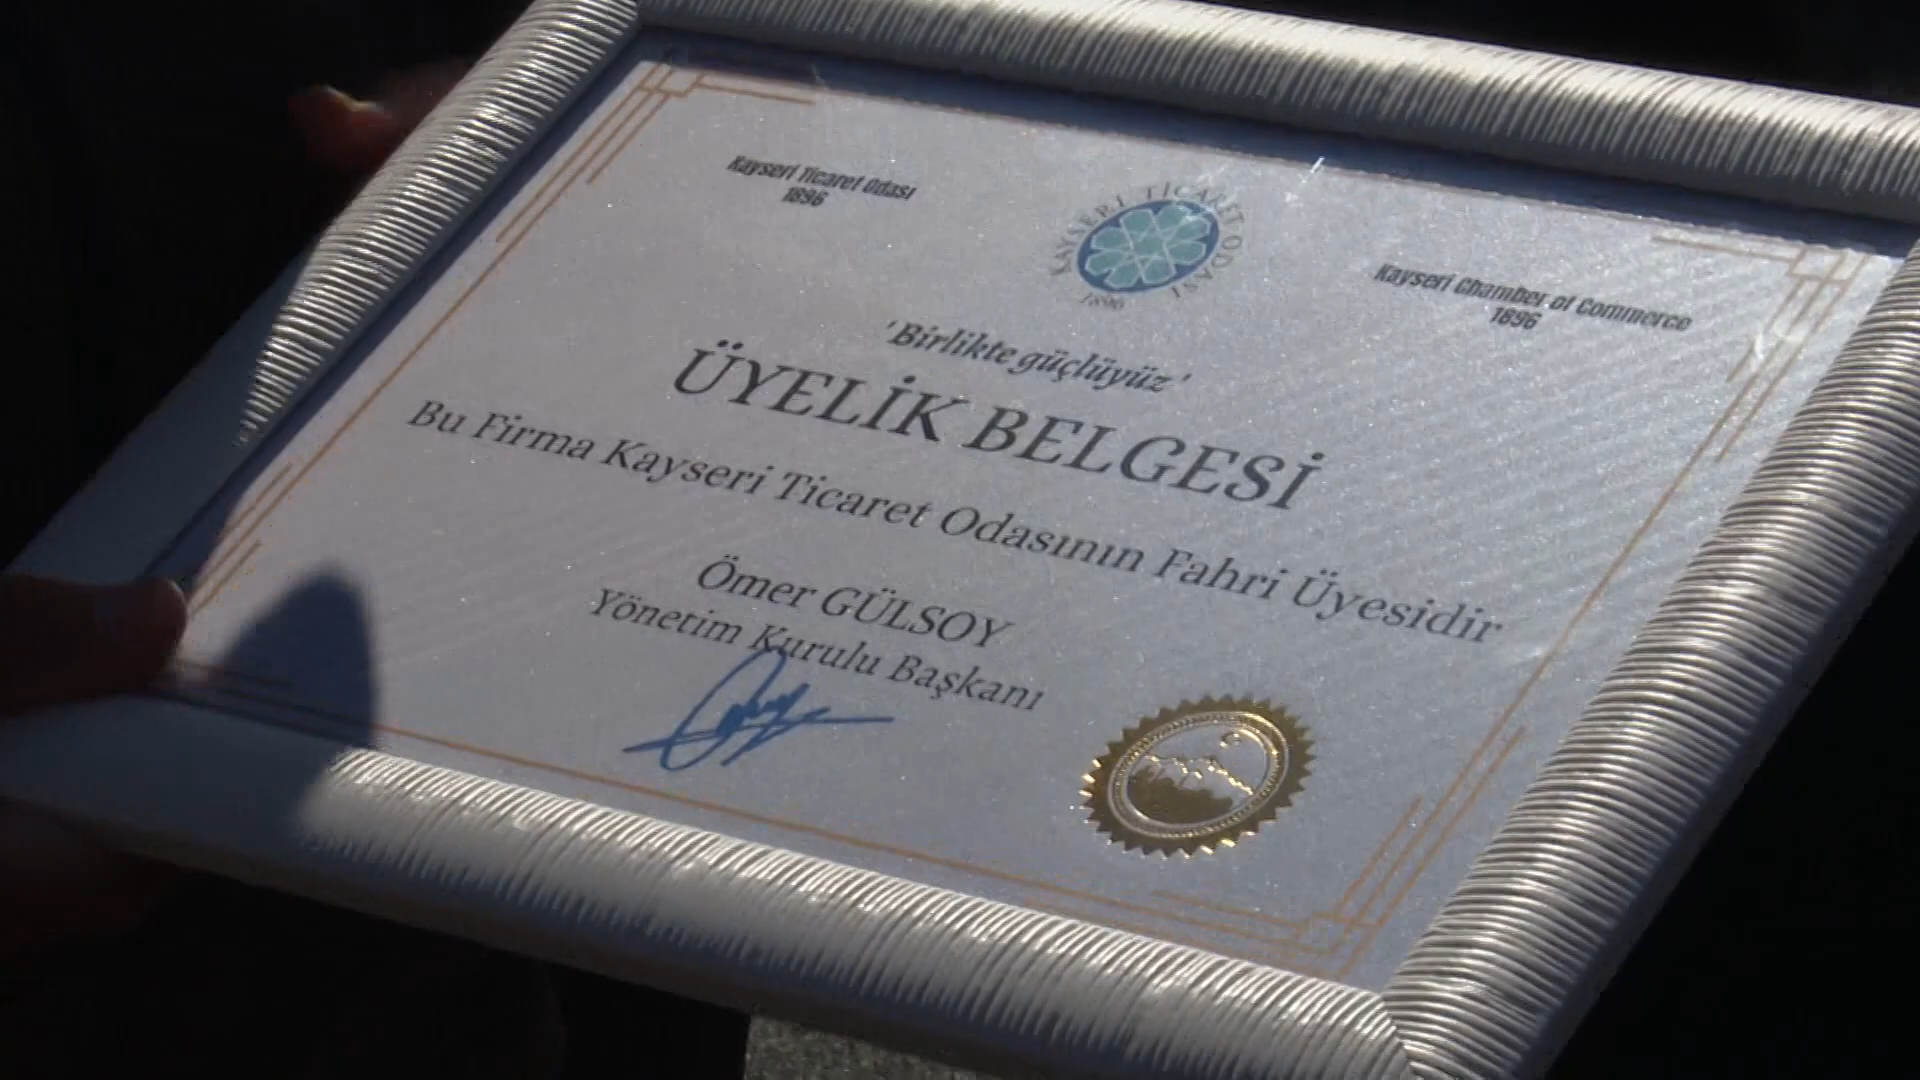 Kayseri Ticaret Odası
1896
KAYSERİ TİCARET ODASI
1896
Kayseri Chamber of Commerce
1896
'Birlikte güçlüyüz'
ÜYELİK BELGESİ
Bu Firma Kayseri Ticaret Odasının Fahri Üyesidir
Ömer GÜLSOY
Yönetim Kurulu Başkanı